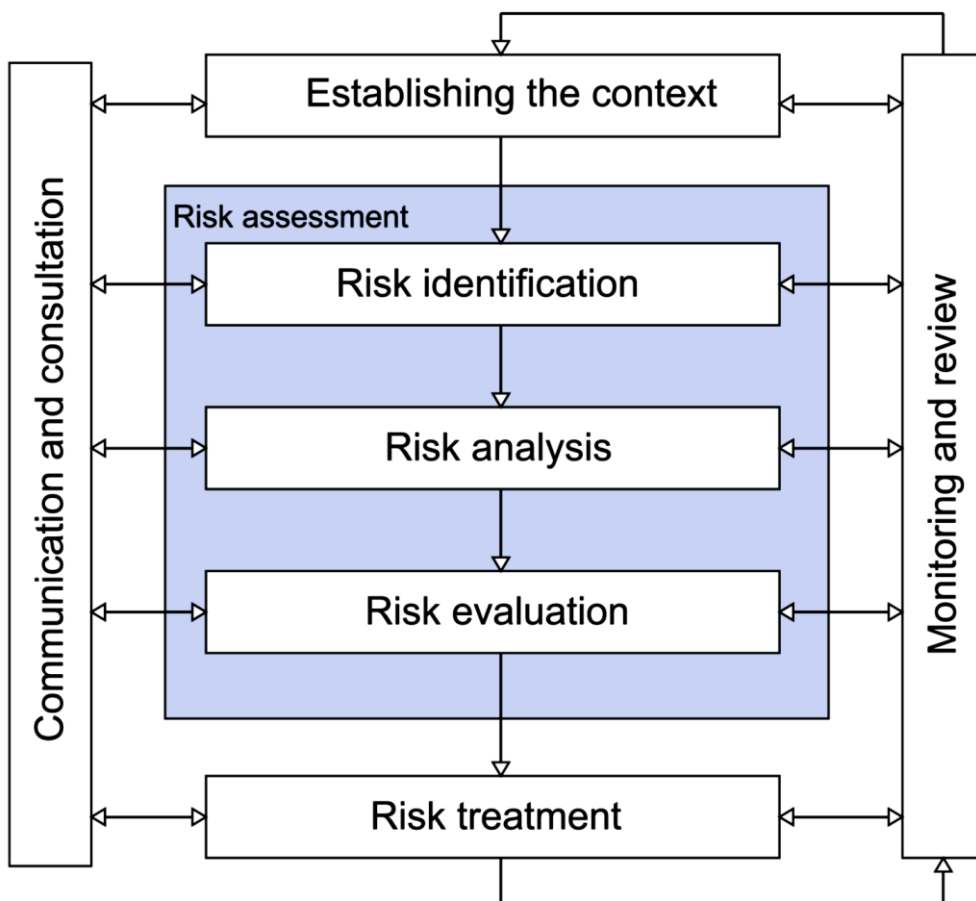 Establishing the context
Communication and consultation
Risk assessment
Risk identification
Risk analysis
Risk evaluation
Risk treatment
Monitoring and review